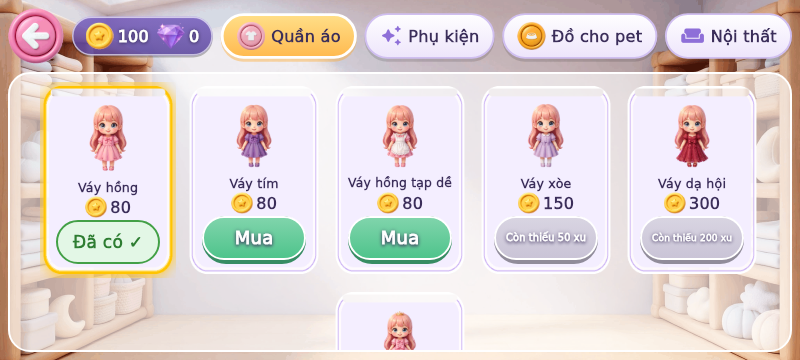 100 0 Quần áo Phụ kiện Đồ cho pet Nội thất
Váy hồng
80
Đã có ✓
Váy tím
80
Mua
Váy hồng tạp dề
80
Mua
Váy xòe
150
Còn thiếu 50 xu
Váy dạ hội
300
Còn thiếu 200 xu